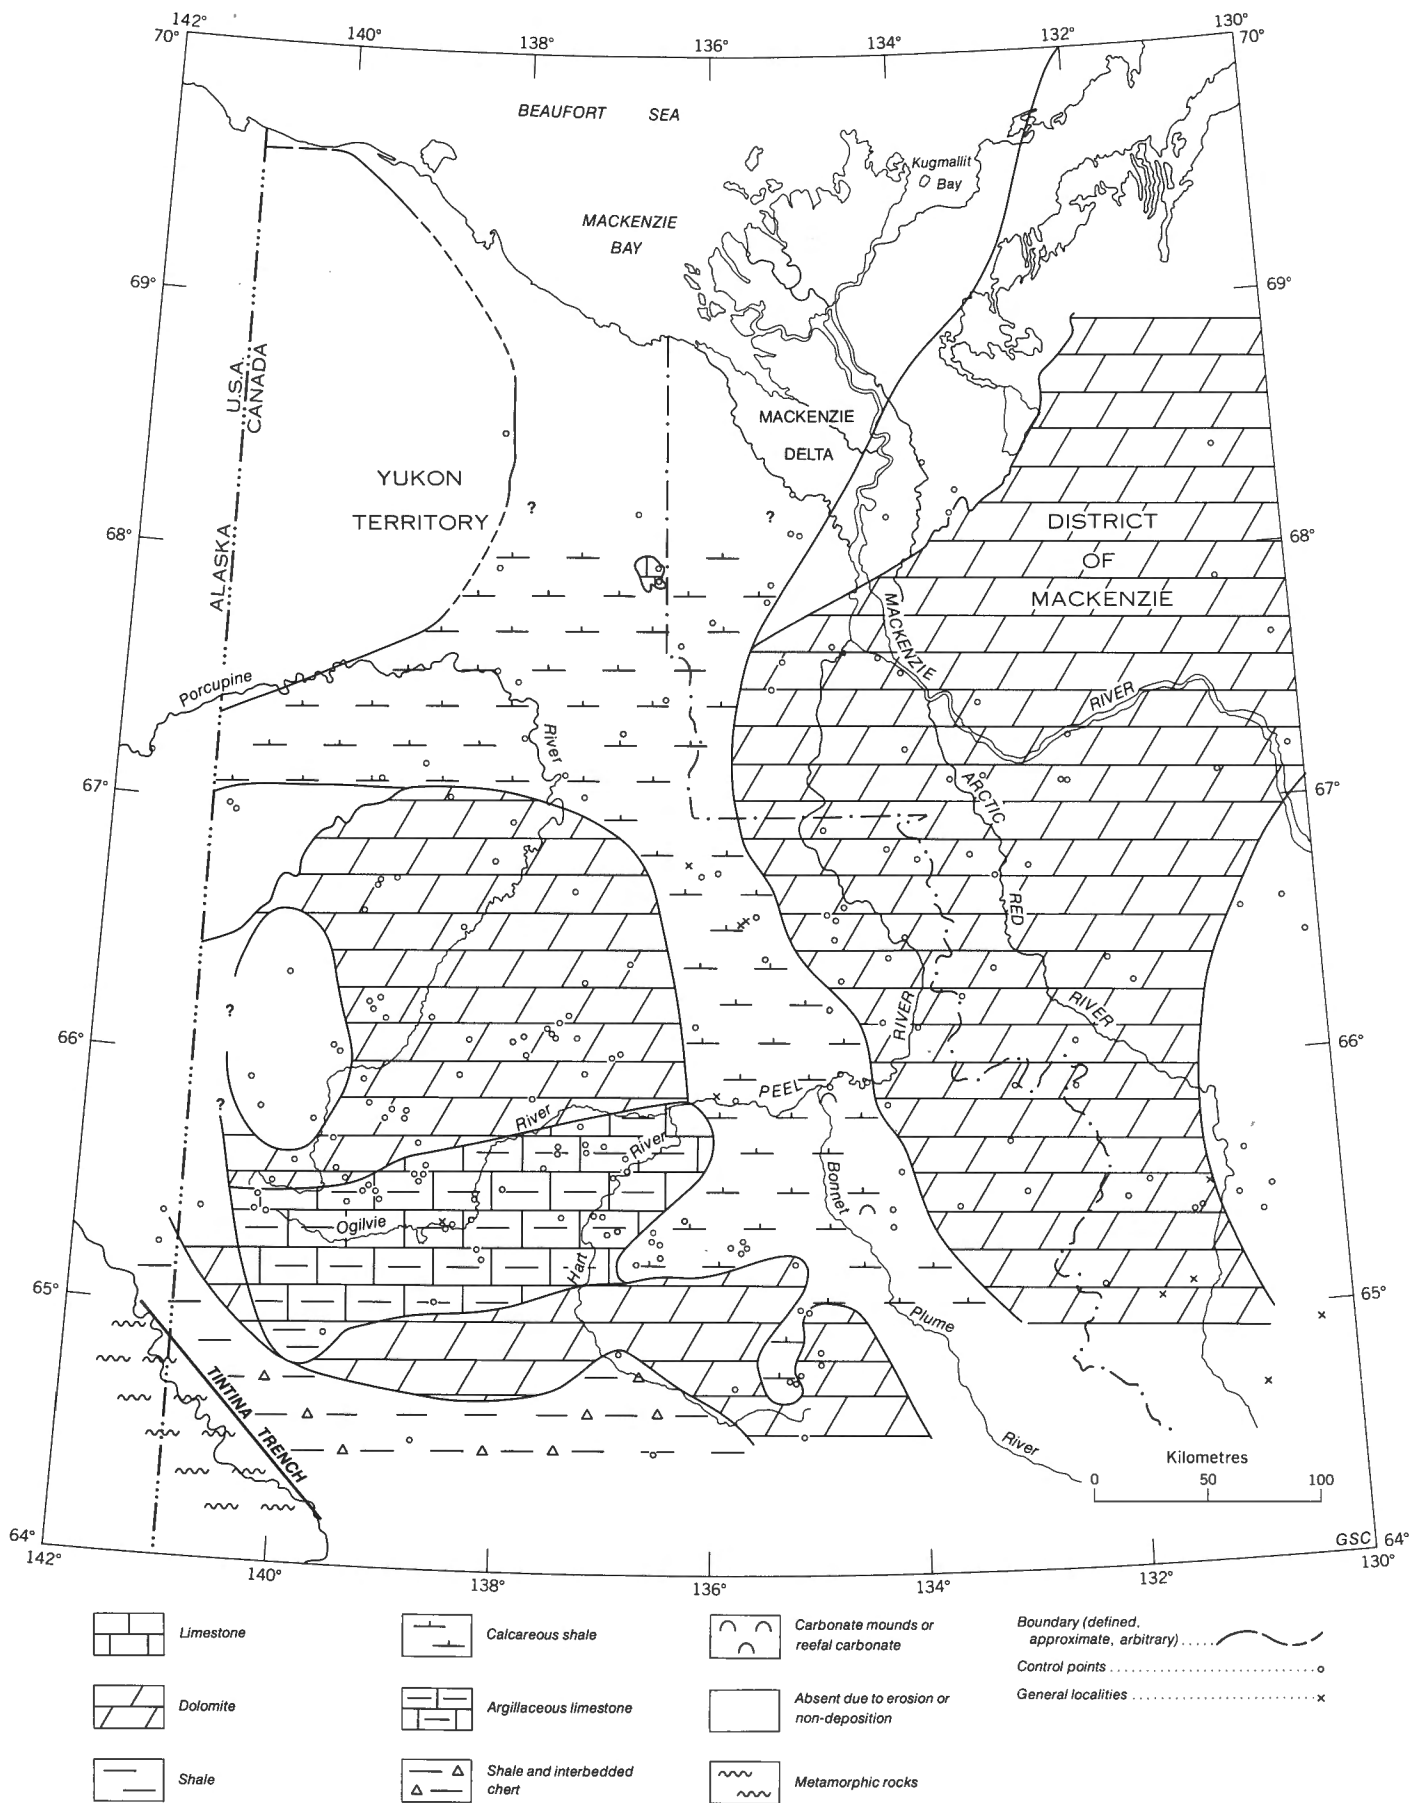 142°
70°
140°
138°
136°
134°
132°
130°
70°
BEAUFORT SEA
Kugmallit
Bay
MACKENZIE
BAY
69°
69°
U.S.A.
CANADA
MACKENZIE
DELTA
YUKON
TERRITORY
?
?
DISTRICT
OF
MACKENZIE
68°
68°
ALASKA
MACKENZIE
RIVER
Porcupine
River
ARCTIC
RED
RIVER
67°
67°
?
RIVER
66°
66°
PEEL
?
River
River
Bonnet
Ogilvie
Hart
65°
65°
Plume
TINTINA TRENCH
River
Kilometres
0 50 100
64°
142°
140°
138°
136°
134°
132°
GSC
64°
130°
Limestone
Calcareous shale
Carbonate mounds or
reefal carbonate
Boundary (defined,
approximate, arbitrary).....
Control points
General localities
Dolomite
Argillaceous limestone
Absent due to erosion or
non-deposition
Shale
Shale and interbedded
chert
Metamorphic rocks